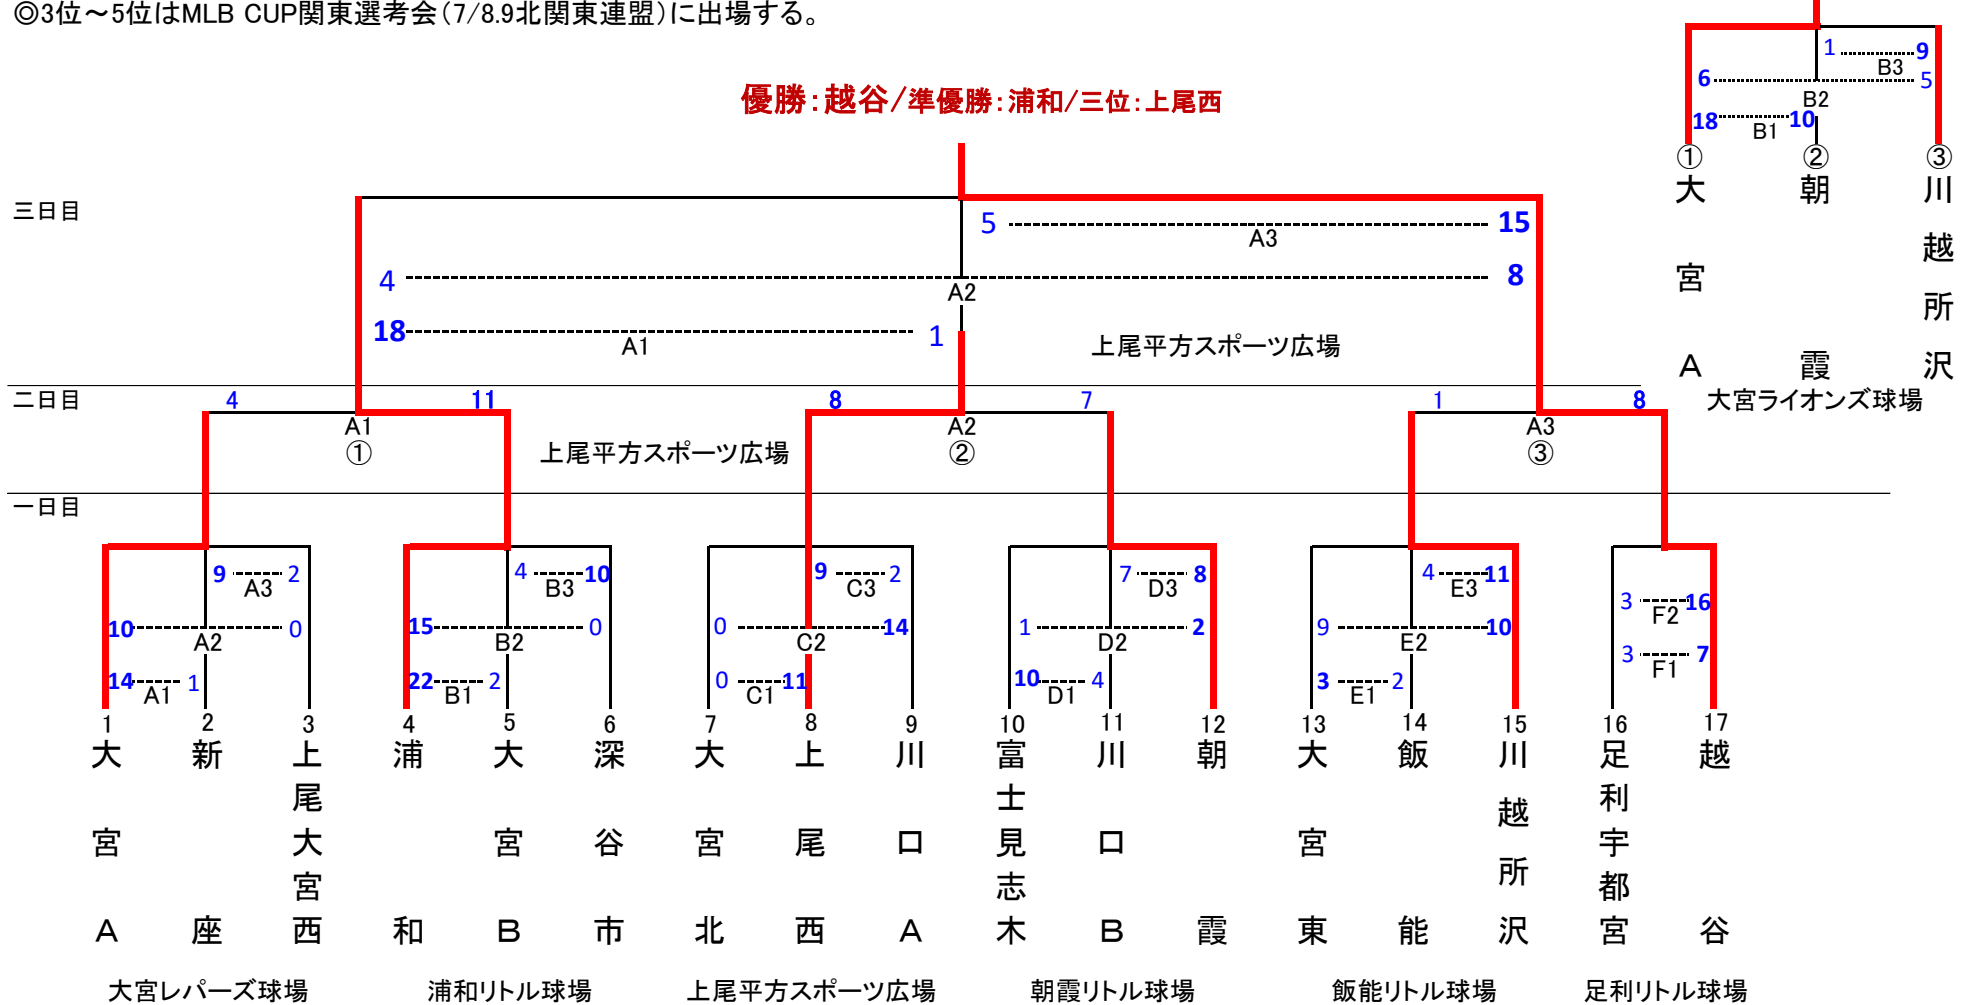 ◎3位～5位はMLB CUP関東選考会(7/8.9北関東連盟)に出場する。
優勝:越谷/準優勝:浦和/三位:上尾西
1 9
B3
6 5
B2
18 10
B1
① ② ③
大宮A
朝霞
川越所沢
大宮ライオンズ球場
三日目
5 15
A3
4 8
A2
18 1
A1
上尾平方スポーツ広場
二日目
4 11 8 7 1 8
A1 A2 A3
① ② ③
上尾平方スポーツ広場
一日目
9 2 4 10 9 2 7 8 4 11
A3 B3 C3 D3 E3
3 16
F2
10 0 15 0 0 14 1 2 9 10
A2 B2 C2 D2 E2
3 7
F1
14 1 22 2 0 11 10 4 3 2
A1 B1 C1 D1 E1
1 2 3 4 5 6 7 8 9 10 11 12 13 14 15 16 17
大宮A
新座
上尾大宮西
浦和
大宮B
深谷市
大宮北
上尾西
川口A
富士見志木
川口B
朝霞
大宮東
飯能
川越所沢
足利宇都宮
越谷
大宮レパーズ球場 浦和リトル球場 上尾平方スポーツ広場 朝霞リトル球場 飯能リトル球場 足利リトル球場